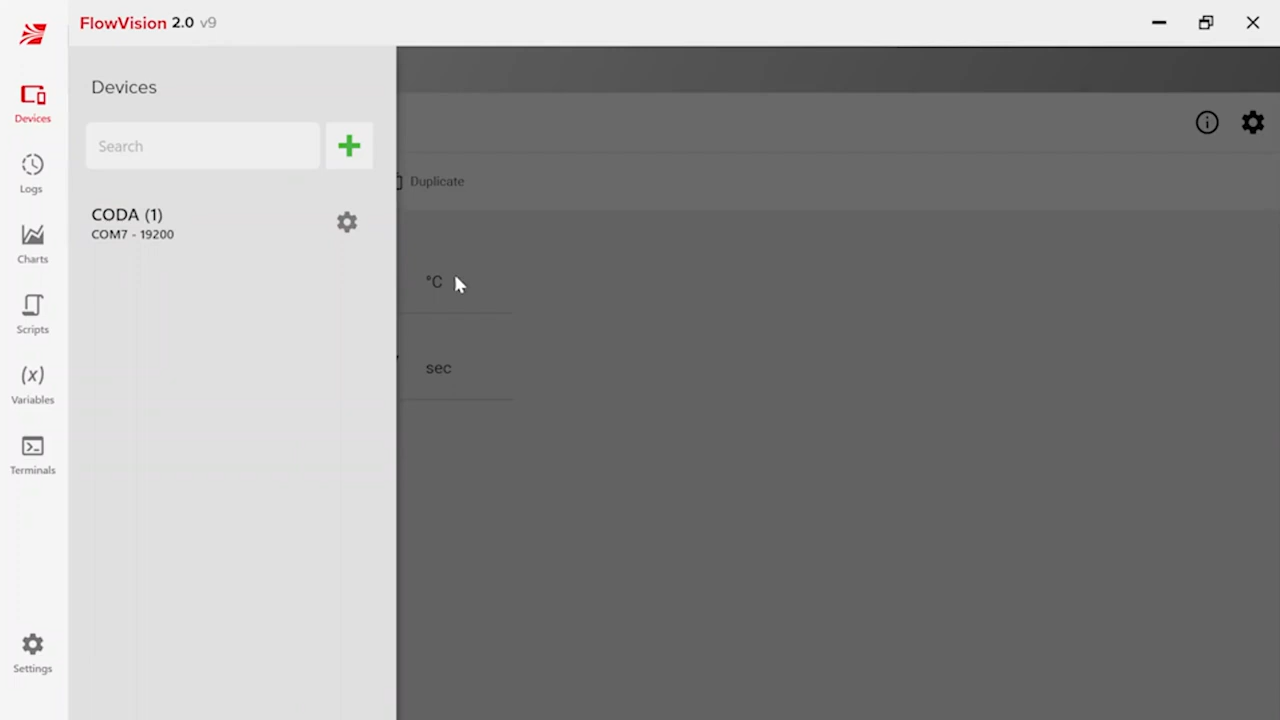 FlowVision 2.0 v9
Devices
Logs
Charts
Scripts
(x)
Variables
Terminals
Settings
Devices
Search
CODA (1)
COM7 - 19200
Duplicate
°C
sec